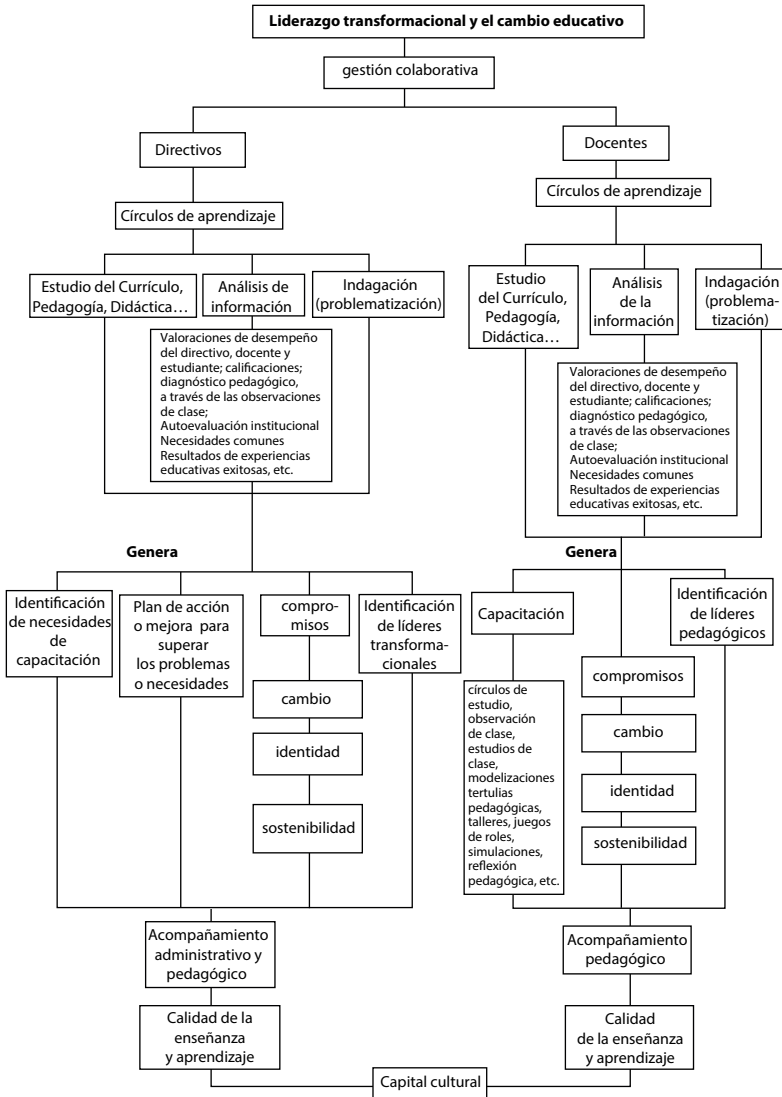 Liderazgo transformacional y el cambio educativo
gestión colaborativa
Directivos
Círculos de aprendizaje
Estudio del Currículo,
Pedagogía, Didáctica…
Análisis de
información
Indagación
(problematización)
Valoraciones de desempeño
del directivo, docente y
estudiante; calificaciones;
diagnóstico pedagógico,
a través de las observaciones
de clase;
Autoevaluación institucional
Necesidades comunes
Resultados de experiencias
educativas exitosas, etc.
Genera
Identificación
de necesidades
de
capacitación
Plan de acción
o mejora para
superar
los problemas
o necesidades
compro-
misos
cambio
identidad
sostenibilidad
Identificación
de líderes
transforma-
cionales
Acompañamiento
administrativo y
pedagógico
Calidad de la
enseñanza
y aprendizaje
Docentes
Círculos de aprendizaje
Estudio
del Currículo,
Pedagogía,
Didáctica…
Análisis
de la
información
Indagación
(problema-
tización)
Valoraciones de desempeño
del directivo, docente y
estudiante; calificaciones;
diagnóstico pedagógico,
a través de las observaciones
de clase;
Autoevaluación institucional
Necesidades comunes
Resultados de experiencias
educativas exitosas, etc.
Genera
Capacitación
círculos de
estudio,
observación
de clase,
estudios de
clase,
modelizaciones
tertulias
pedagógicas,
talleres, juegos
de roles,
simulaciones,
reflexión
pedagógica, etc.
compromisos
cambio
identidad
sostenibilidad
Identificación
de líderes
pedagógicos
Acompañamiento
pedagógico
Calidad
de la enseñanza
y aprendizaje
Capital cultural